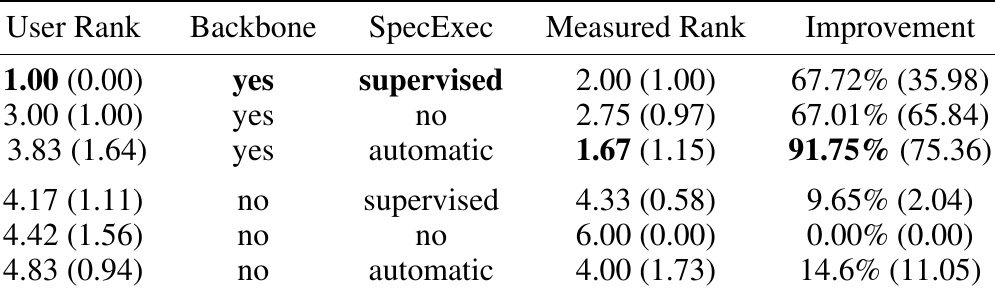 User Rank Backbone SpecExec Measured Rank Improvement
1.00 (0.00) yes supervised 2.00 (1.00) 67.72% (35.98)
3.00 (1.00) yes no 2.75 (0.97) 67.01% (65.84)
3.83 (1.64) yes automatic 1.67 (1.15) 91.75% (75.36)
4.17 (1.11) no supervised 4.33 (0.58) 9.65% (2.04)
4.42 (1.56) no no 6.00 (0.00) 0.00% (0.00)
4.83 (0.94) no automatic 4.00 (1.73) 14.6% (11.05)